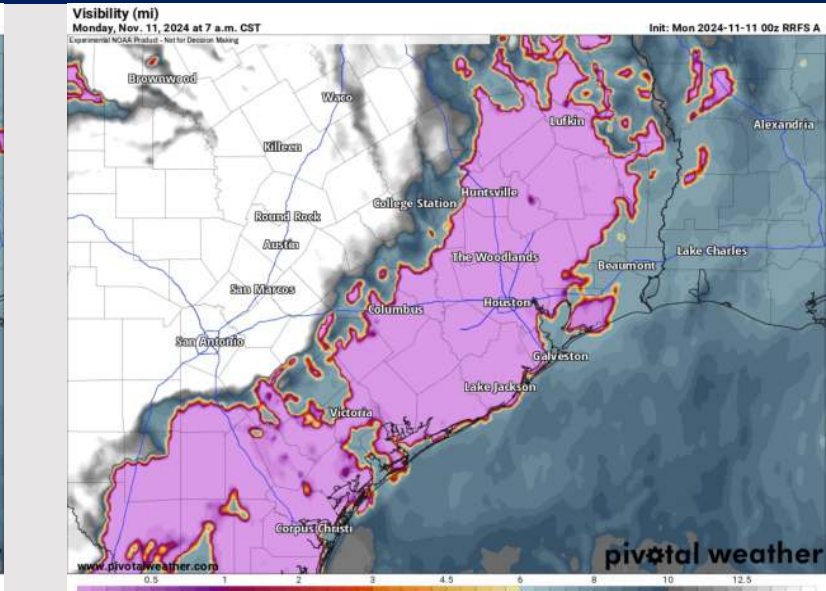 Visibility (mi)
Monday, Nov. 11, 2024 at 7 a.m. CST
Init: Mon 2024-11-11 00z RRFS A
Experimental NOAA Product - Not for Decision Making
Brownwood
Waco
Lufkin
Alexandria
Killeen
Huntsville
College Station
Round Rock
Austin
The Woodlands
Lake Charles
Beaumont
San Marcos
Houston
Columbus
San Antonio
Galveston
Lake Jackson
Victoria
Corpus Christi
pivotal weather
www.pivotalweather.com
0.5 1 2 3 4.5 6 8 10 12.5